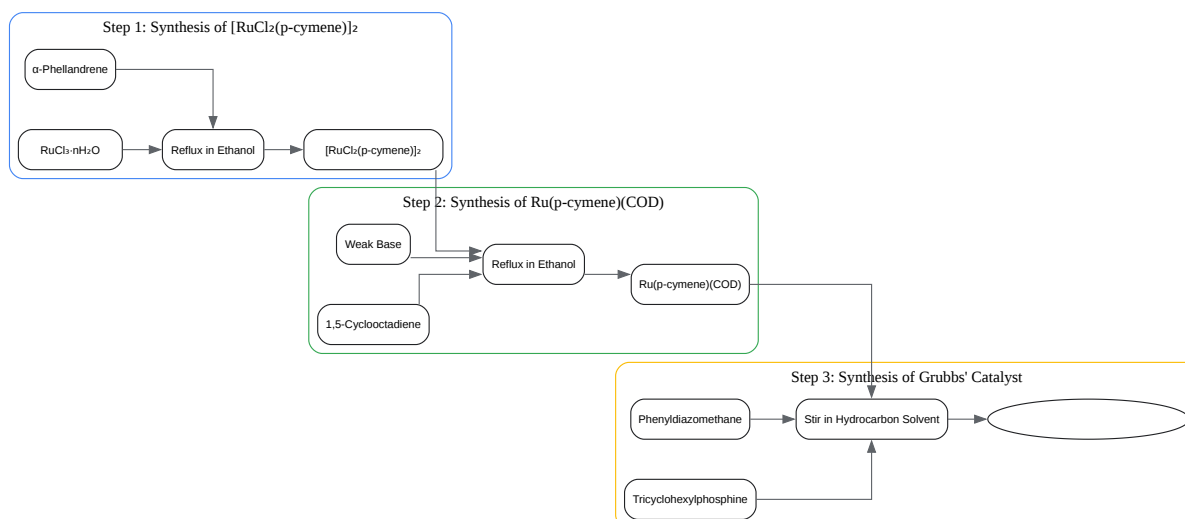 Step 1: Synthesis of [RuCl₂(p-cymene)]₂
α-Phellandrene
RuCl₃·nH₂O
Reflux in Ethanol
[RuCl₂(p-cymene)]₂
Step 2: Synthesis of Ru(p-cymene)(COD)
Weak Base
Reflux in Ethanol
Ru(p-cymene)(COD)
1,5-Cyclooctadiene
Step 3: Synthesis of Grubbs' Catalyst
Phenyldiazomethane
Stir in Hydrocarbon Solvent
Tricyclohexylphosphine